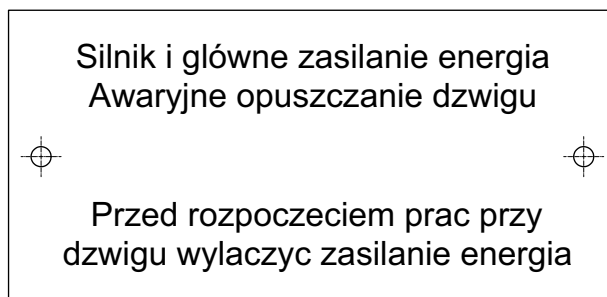 Silnik i glówne zasilanie energia
Awaryjne opuszczanie dzwigu
Przed rozpoczeciem prac przy
dzwigu wylaczyc zasilanie energia